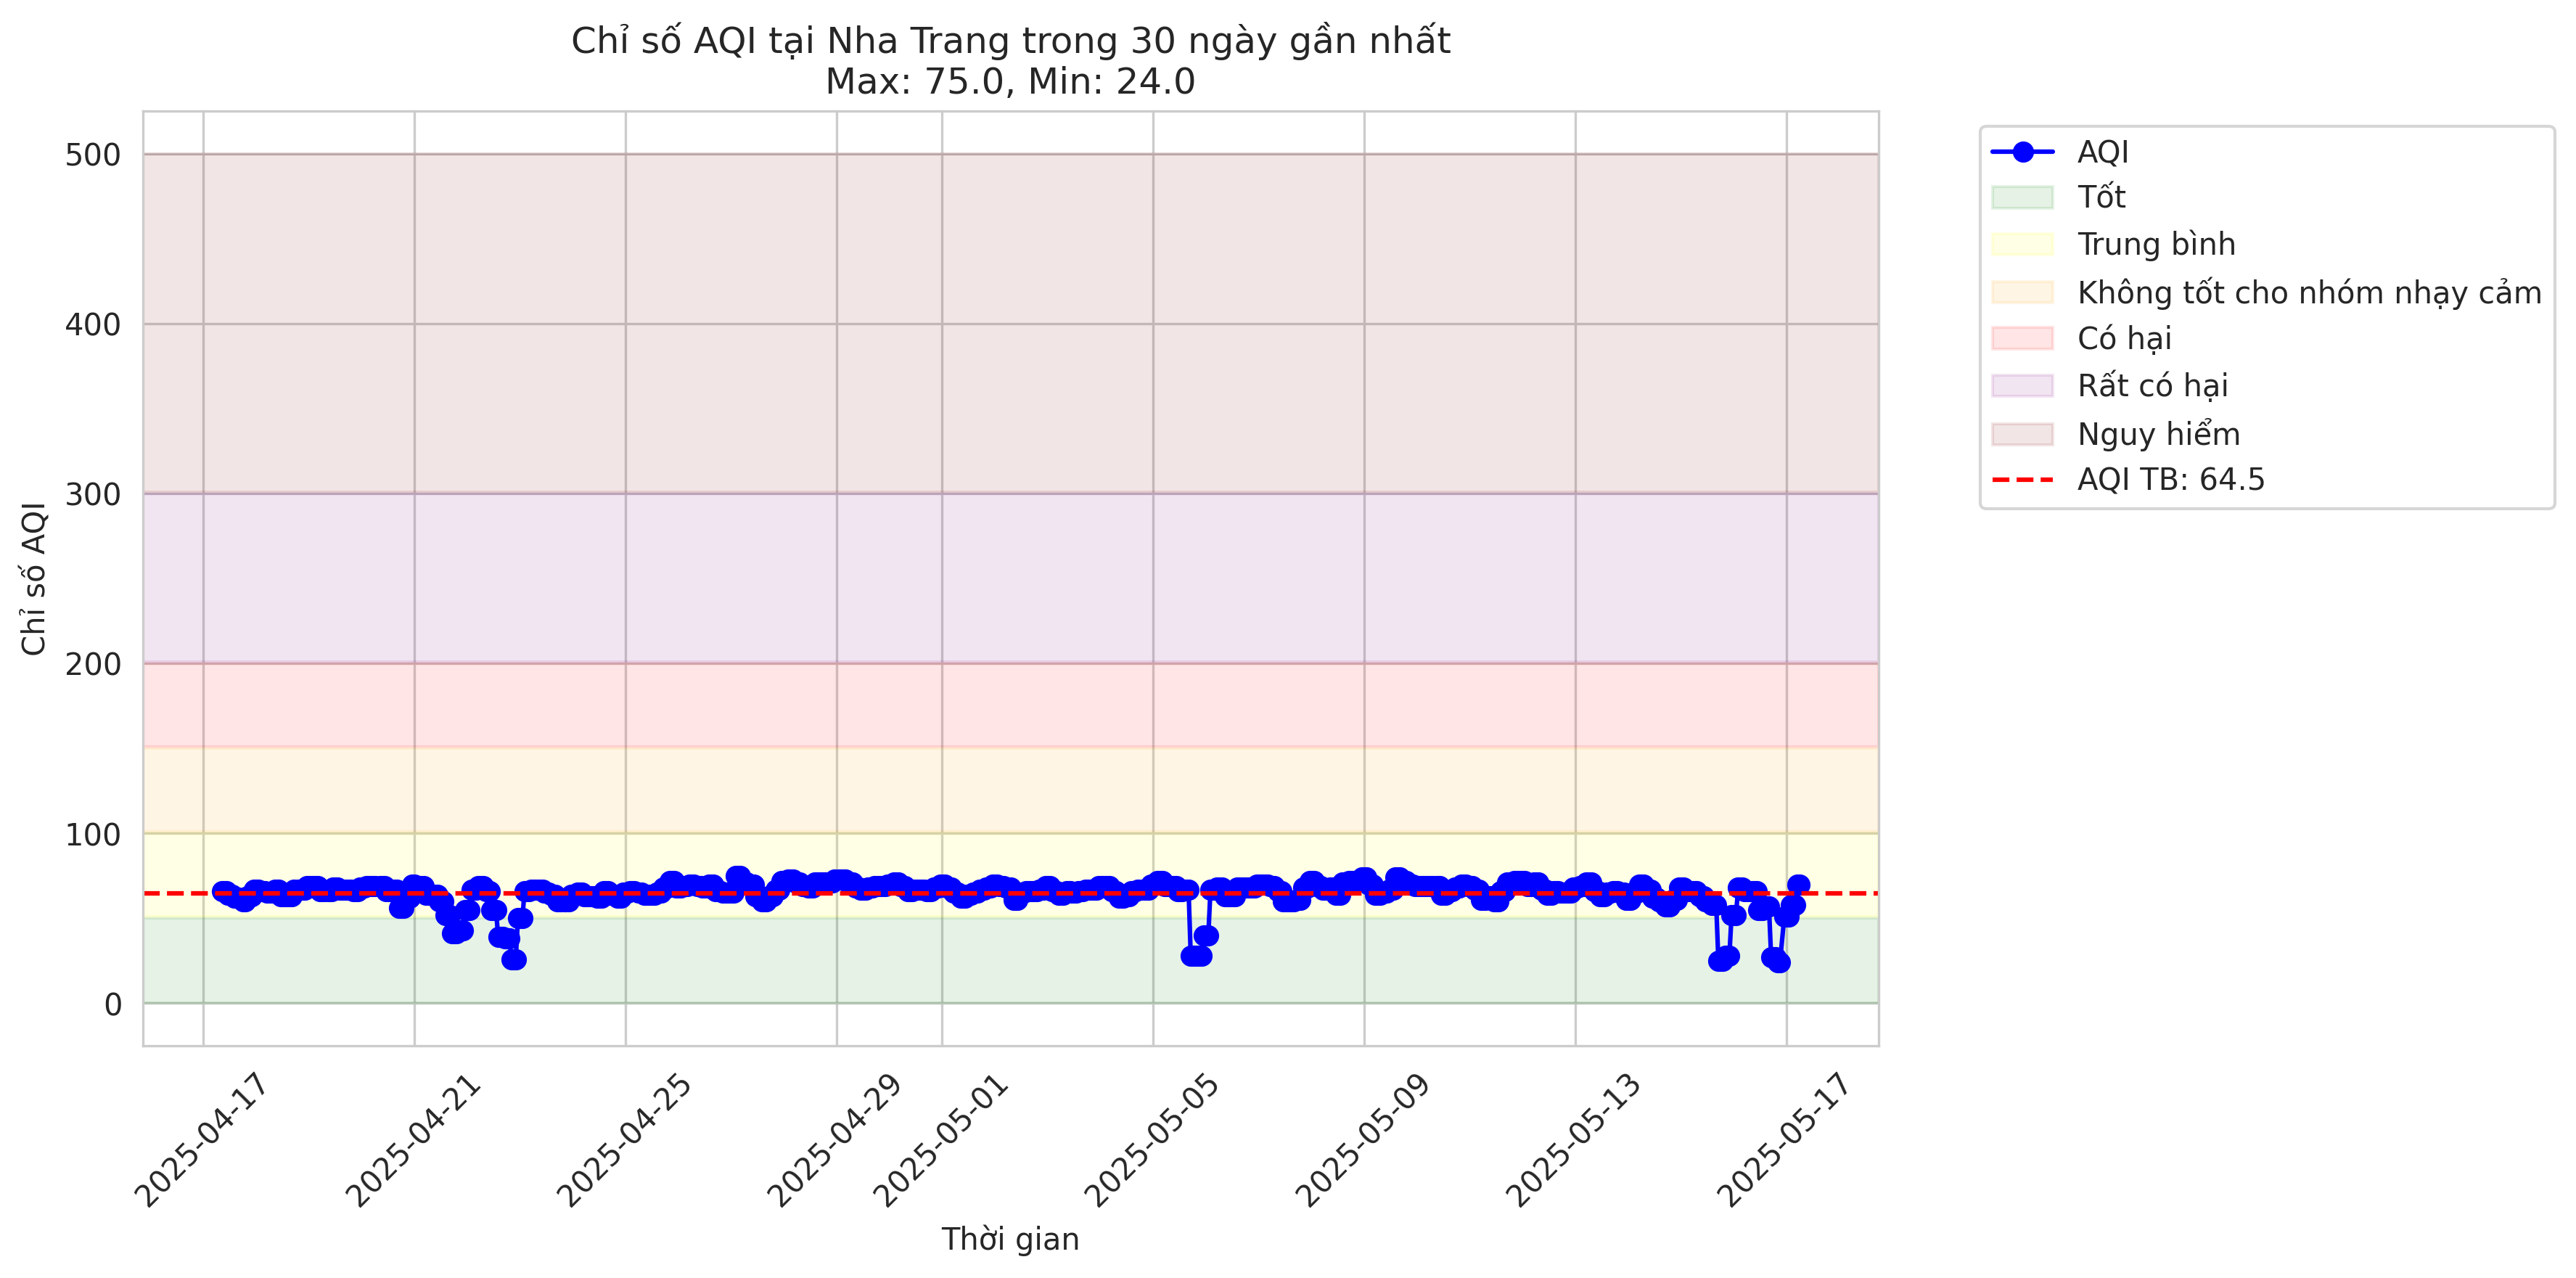 Chỉ số AQI tại Nha Trang trong 30 ngày gần nhất
Max: 75.0, Min: 24.0
Chỉ số AQI
500
400
300
200
100
0
2025-04-17
2025-04-21
2025-04-25
2025-04-29
2025-05-01
2025-05-05
2025-05-09
2025-05-13
2025-05-17
Thời gian
AQI
Tốt
Trung bình
Không tốt cho nhóm nhạy cảm
Có hại
Rất có hại
Nguy hiểm
AQI TB: 64.5